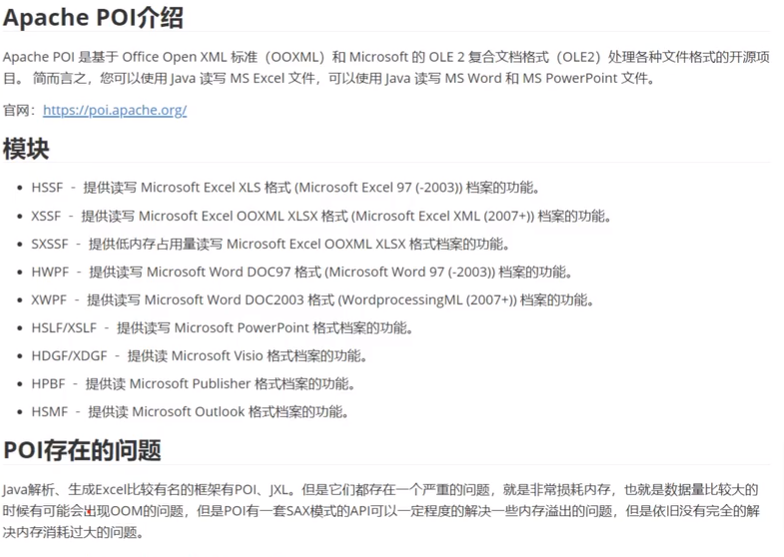 Apache POI介绍
Apache POI 是基于 Office Open XML 标准（OOXML）和 Microsoft 的 OLE 2 复合文档格式（OLE2）处理各种文件格式的开源项
目。 简而言之，您可以使用 Java 读写 MS Excel 文件，可以使用 Java 读写 MS Word 和 MS PowerPoint 文件。
官网：https://poi.apache.org/
模块
• HSSF － 提供读写 Microsoft Excel XLS 格式 (Microsoft Excel 97 (-2003)) 档案的功能。
• XSSF － 提供读写 Microsoft Excel OOXML XLSX 格式 (Microsoft Excel XML (2007+)) 档案的功能。
• SXSSF － 提供低内存占用量读写 Microsoft Excel OOXML XLSX 格式档案的功能。
• HWPF － 提供读写 Microsoft Word DOC97 格式 (Microsoft Word 97 (-2003)) 档案的功能。
• XWPF － 提供读写 Microsoft Word DOC2003 格式 (WordprocessingML (2007+)) 档案的功能。
• HSLF/XSLF － 提供读写 Microsoft PowerPoint 格式档案的功能。
• HDGF/XDGF － 提供读 Microsoft Visio 格式档案的功能。
• HPBF － 提供读 Microsoft Publisher 格式档案的功能。
• HSMF － 提供读 Microsoft Outlook 格式档案的功能。
POI存在的问题
Java解析、生成Excel比较有名的框架有POI、JXL。但是它们都存在一个严重的问题，就是非常损耗内存，也就是数据量比较大的
时候有可能会出现OOM的问题，但是POI有一套SAX模式的API可以一定程度的解决一些内存溢出的问题，但是依旧没有完全的解
决内存消耗过大的问题。